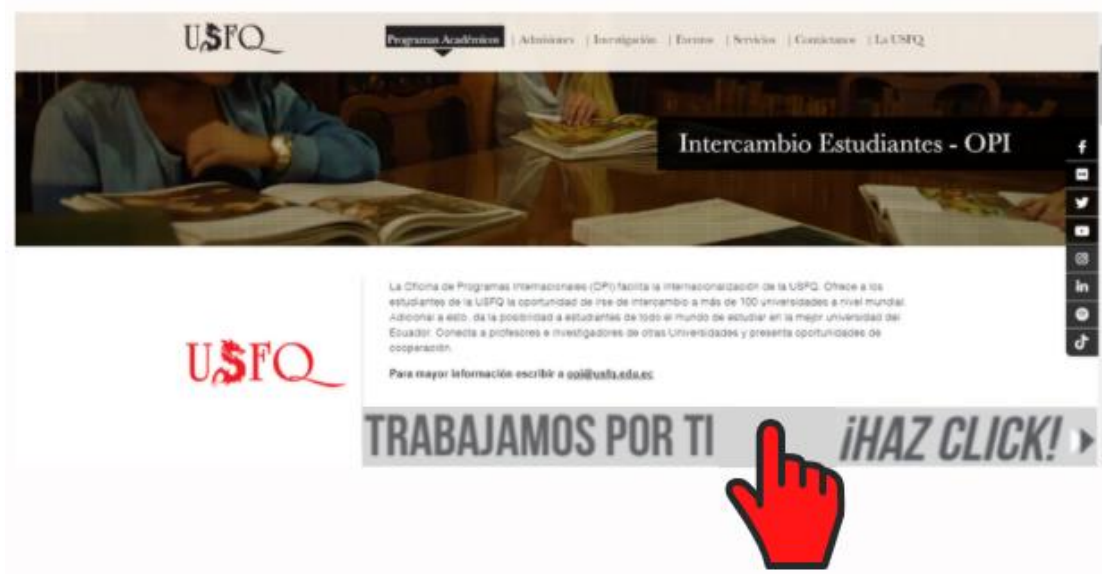 USFQ
Programas Académicos | Admisiones | Investigación | Eventos | Servicios | Contáctanos | La USFQ
Intercambio Estudiantes - OPI
La Oficina de Programas Internacionales (OPI) facilita la internacionalización de la USFQ. Ofrece a los
estudiantes de la USFQ la oportunidad de irse de intercambio a más de 100 universidades a nivel mundial.
Adicional a esto, da la posibilidad a estudiantes de todo el mundo de estudiar en la mejor universidad del
Ecuador. Conecta a profesores e investigadores de otras Universidades y presenta oportunidades de
cooperación.
USFQ
Para mayor información escribir a opi@usfq.edu.ec
TRABAJAMOS POR TI ¡HAZ CLICK!